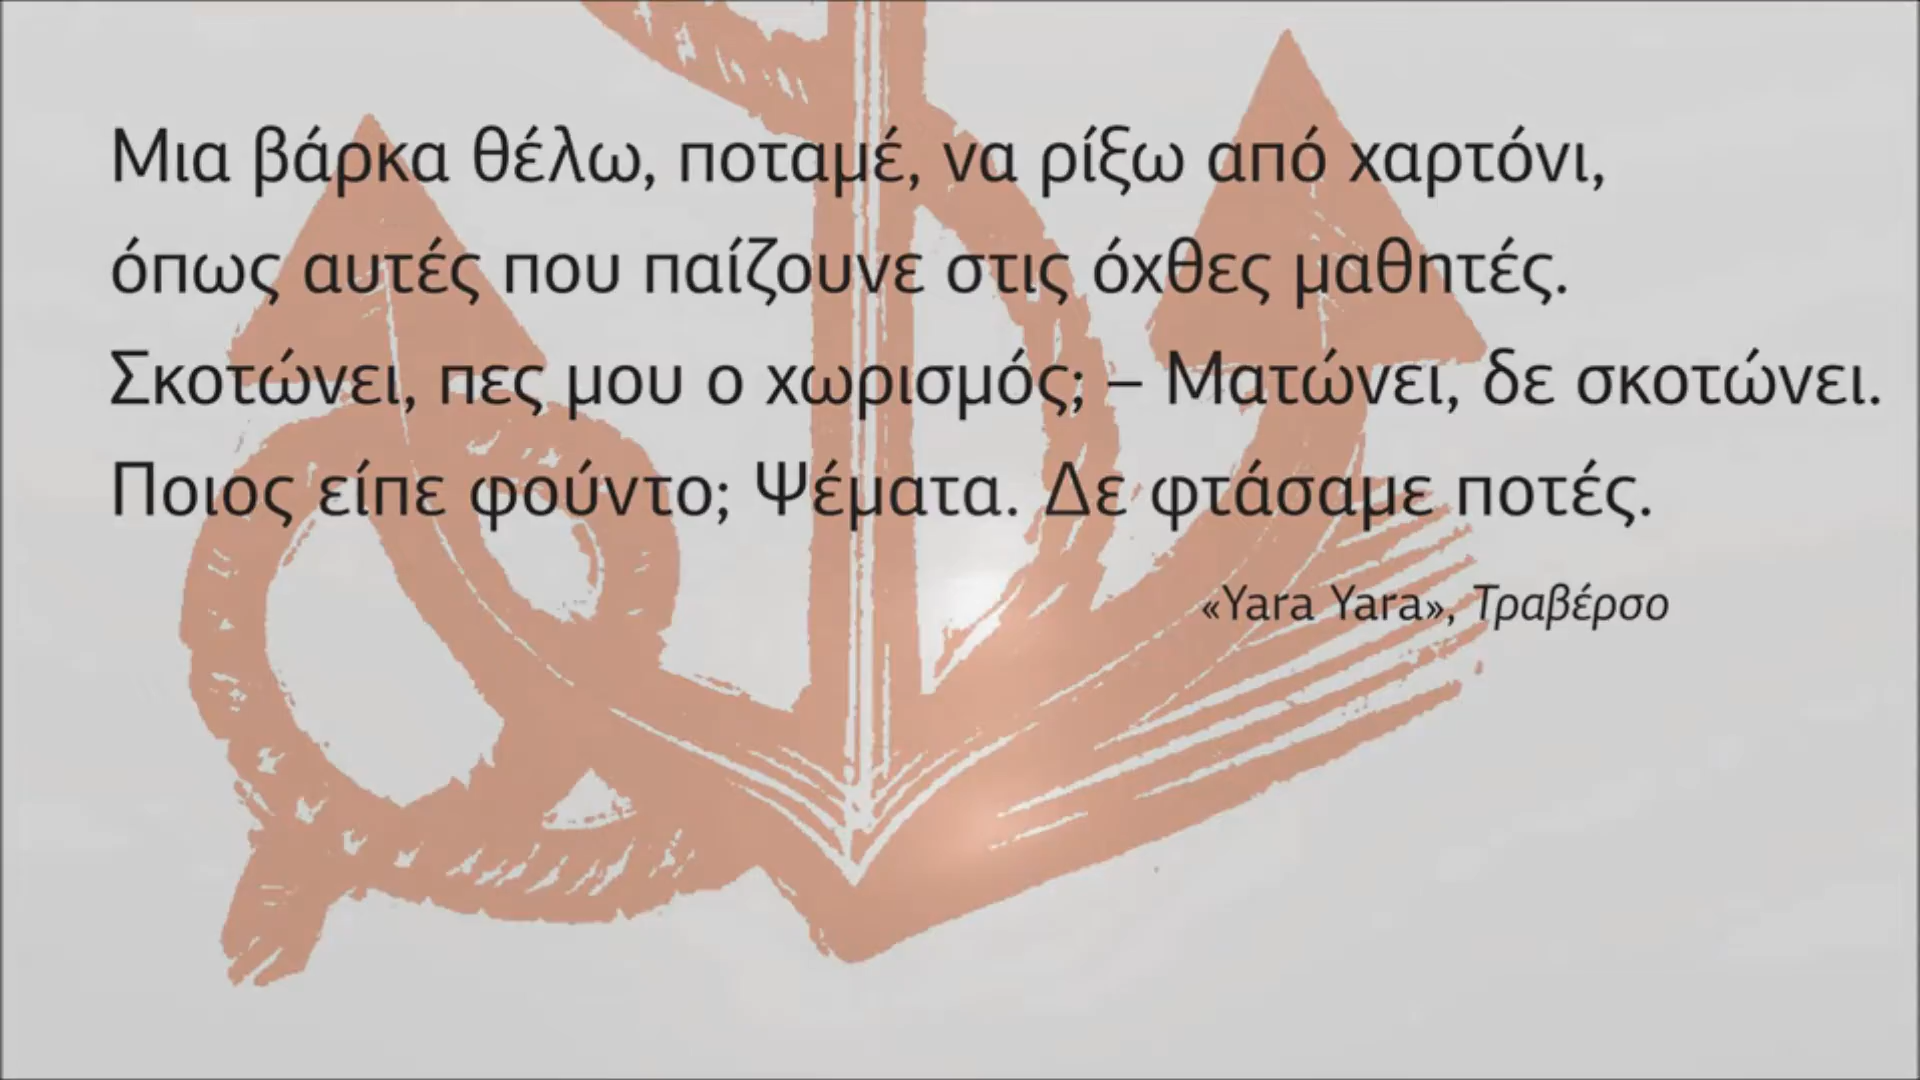 Μια βάρκα θέλω, ποταμέ, να ρίξω από χαρτόνι,
όπως αυτές που παίζουνε στις όχθες μαθητές.
Σκοτώνει, πες μου ο χωρισμός; – Ματώνει, δε σκοτώνει.
Ποιος είπε φούντο; Ψέματα. Δε φτάσαμε ποτές.
«Yara Yara», Τραβέρσο